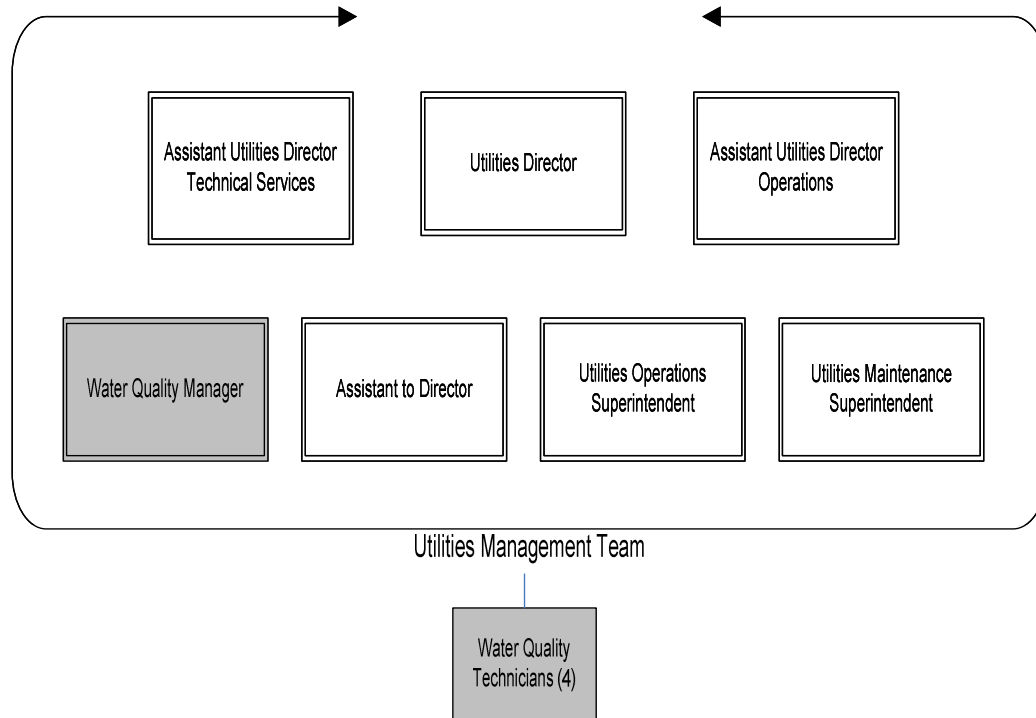 Assistant Utilities Director
Technical Services
Utilities Director
Assistant Utilities Director
Operations
Water Quality Manager
Assistant to Director
Utilities Operations
Superintendent
Utilities Maintenance
Superintendent
Utilities Management Team
Water Quality
Technicians (4)